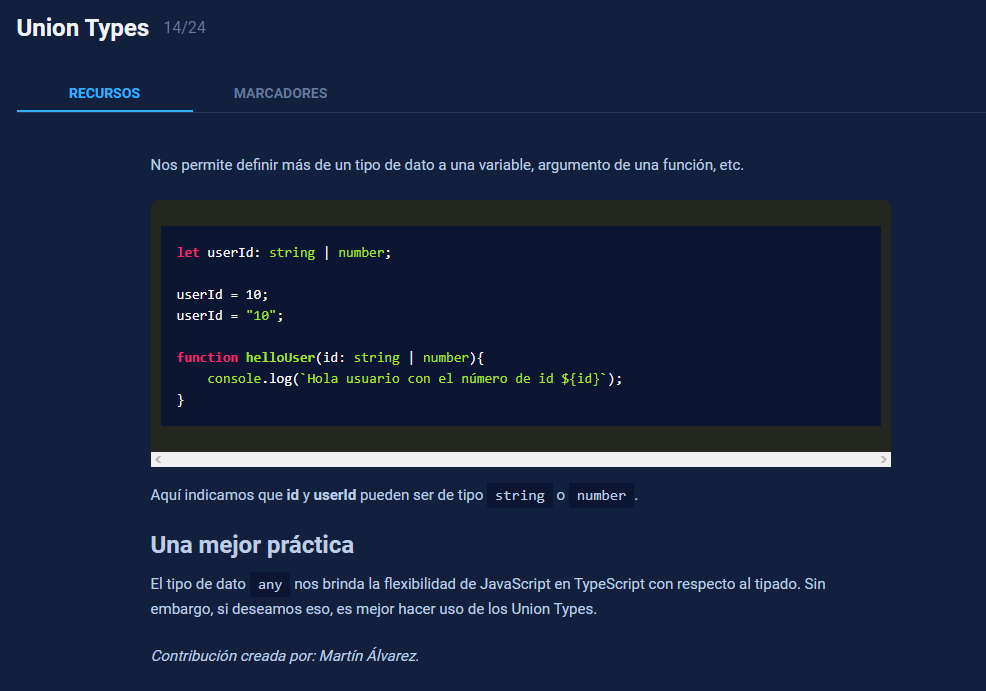 Union Types 14/24
RECURSOS MARCADORES
Nos permite definir más de un tipo de dato a una variable, argumento de una función, etc.
let userId: string | number;
userId = 10;
userId = "10";
function helloUser(id: string | number){
    console.log(`Hola usuario con el número de id ${id}`);
}
Aquí indicamos que id y userId pueden ser de tipo string o number .
Una mejor práctica
El tipo de dato any nos brinda la flexibilidad de JavaScript en TypeScript con respecto al tipado. Sin
embargo, si deseamos eso, es mejor hacer uso de los Union Types.
Contribución creada por: Martín Álvarez.